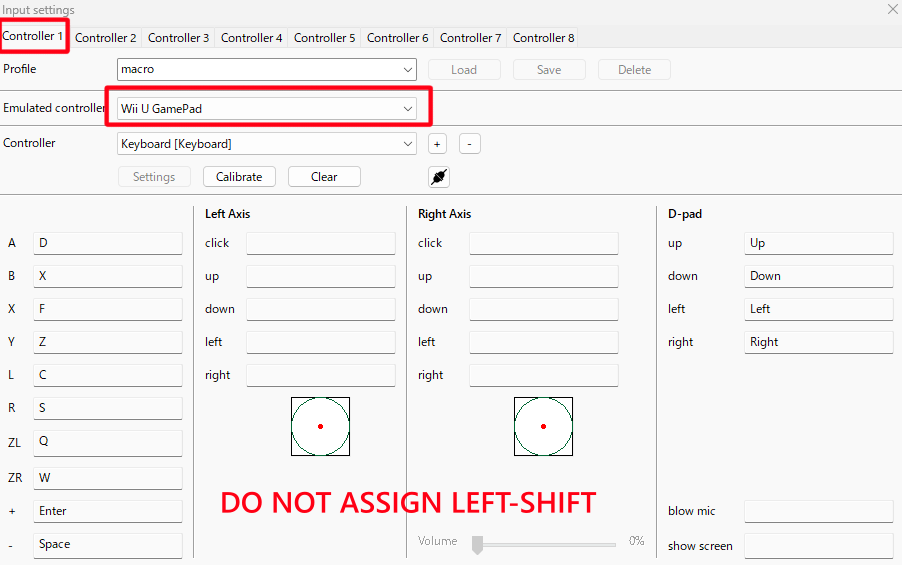 Input settings
Controller 1 Controller 2 Controller 3 Controller 4 Controller 5 Controller 6 Controller 7 Controller 8
Profile macro Load Save Delete
Emulated controller Wii U GamePad
Controller Keyboard [Keyboard] + -
Settings Calibrate Clear
Left Axis Right Axis D-pad
A D click click up Up
B X up up down Down
X F down down left Left
Y Z left left right Right
L C right right
R S
ZL Q
ZR W
DO NOT ASSIGN LEFT-SHIFT
+ Enter blow mic
- Space Volume 0% show screen